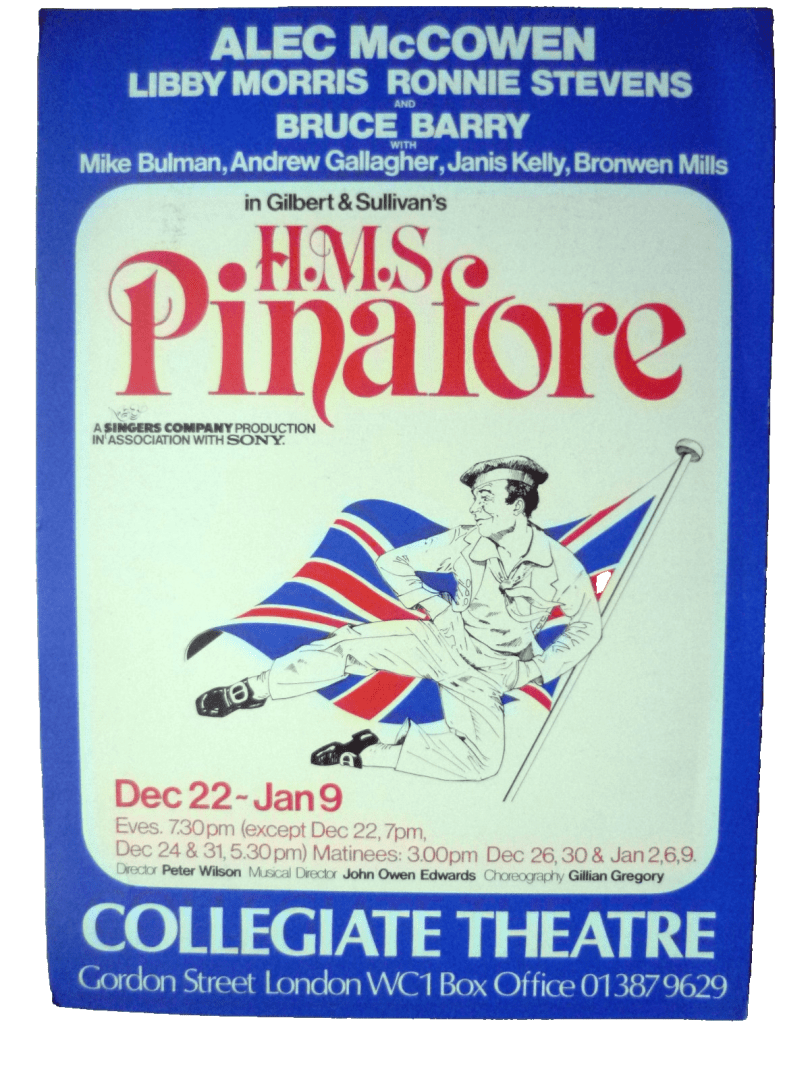 ALEC McCOWEN
LIBBY MORRIS RONNIE STEVENS
AND
BRUCE BARRY
WITH
Mike Bulman, Andrew Gallagher, Janis Kelly, Bronwen Mills
in Gilbert & Sullivan's
H.M.S
Pinafore
A SINGERS COMPANY PRODUCTION
IN ASSOCIATION WITH SONY.
Dec 22~Jan 9
Eves. 7.30pm (except Dec 22, 7pm,
Dec 24 & 31, 5.30pm) Matinees: 3.00pm Dec 26, 30 & Jan 2,6,9.
Director Peter Wilson Musical Director John Owen Edwards Choreography Gillian Gregory
COLLEGIATE THEATRE
Gordon Street London WC1 Box Office 01 387 9629